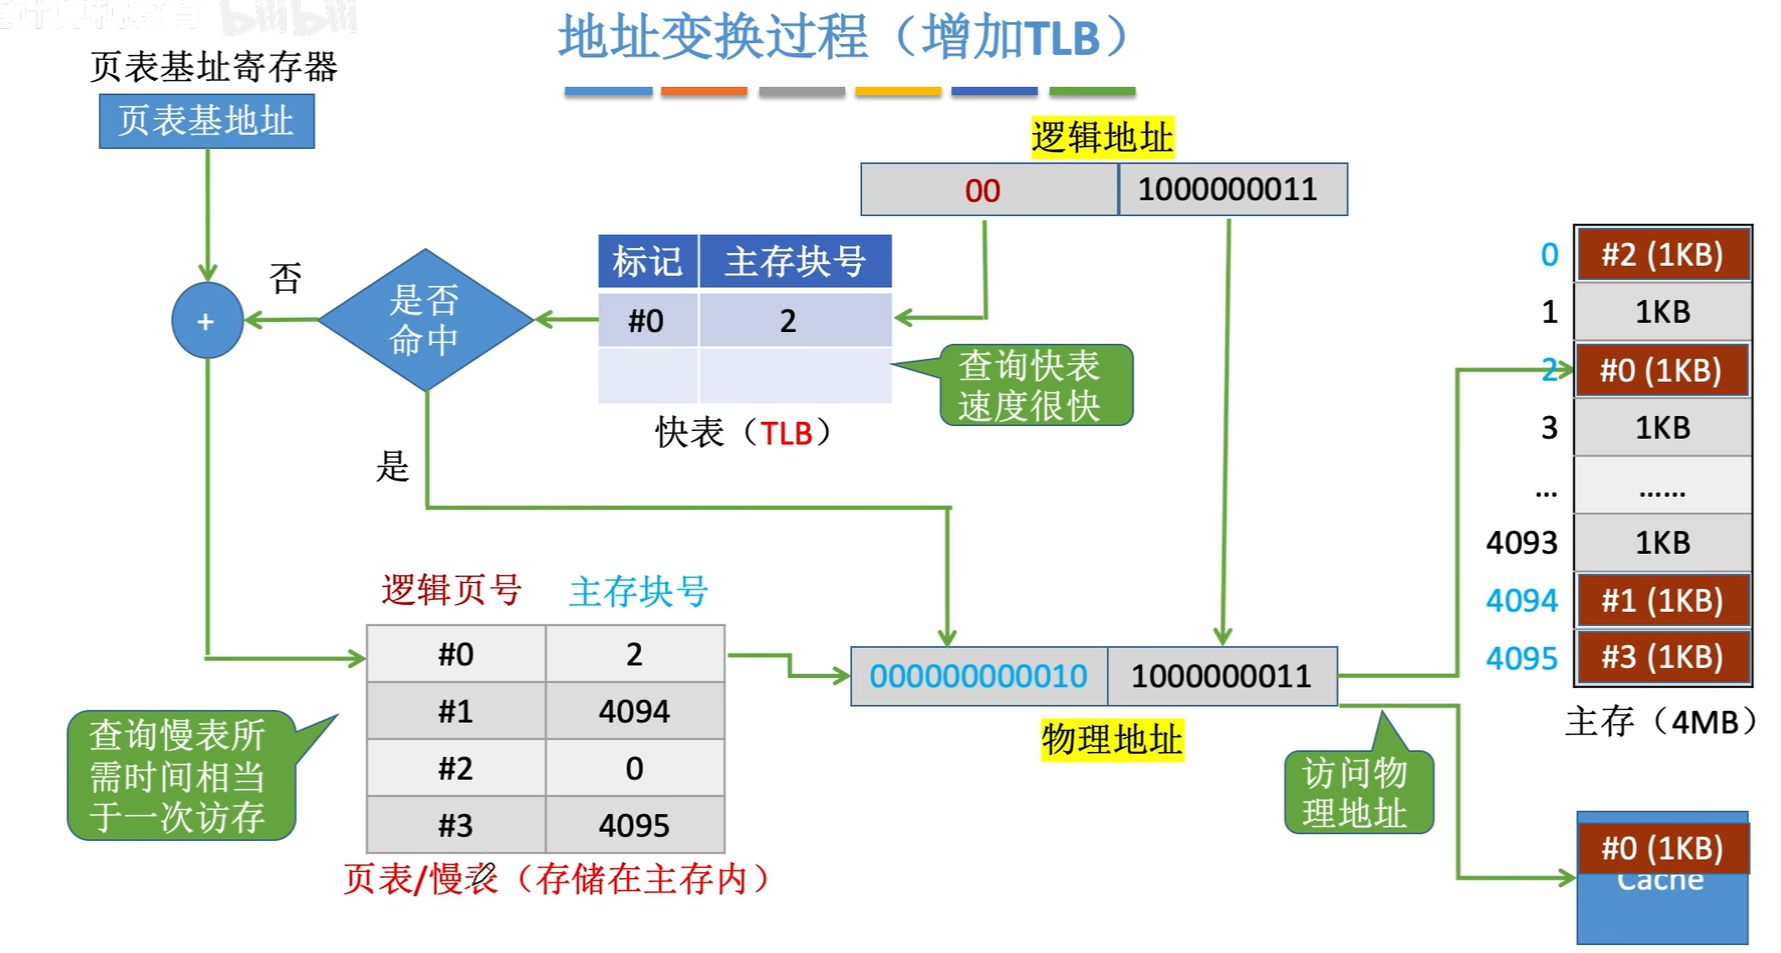 bilibili
地址变换过程（增加TLB）
页表基址寄存器
页表基地址
逻辑地址
00 1000000011
标记 主存块号
#0 2
快表（TLB）
查询快表
速度很快
是否
命中
否
是
+
逻辑页号 主存块号
#0 2
#1 4094
#2 0
#3 4095
页表/慢表（存储在主存内）
查询慢表所
需时间相当
于一次访存
000000000010 1000000011
物理地址
访问物
理地址
0 #2 (1KB)
1 1KB
2 #0 (1KB)
3 1KB
... ……
4093 1KB
4094 #1 (1KB)
4095 #3 (1KB)
主存（4MB）
#0 (1KB)
Cache